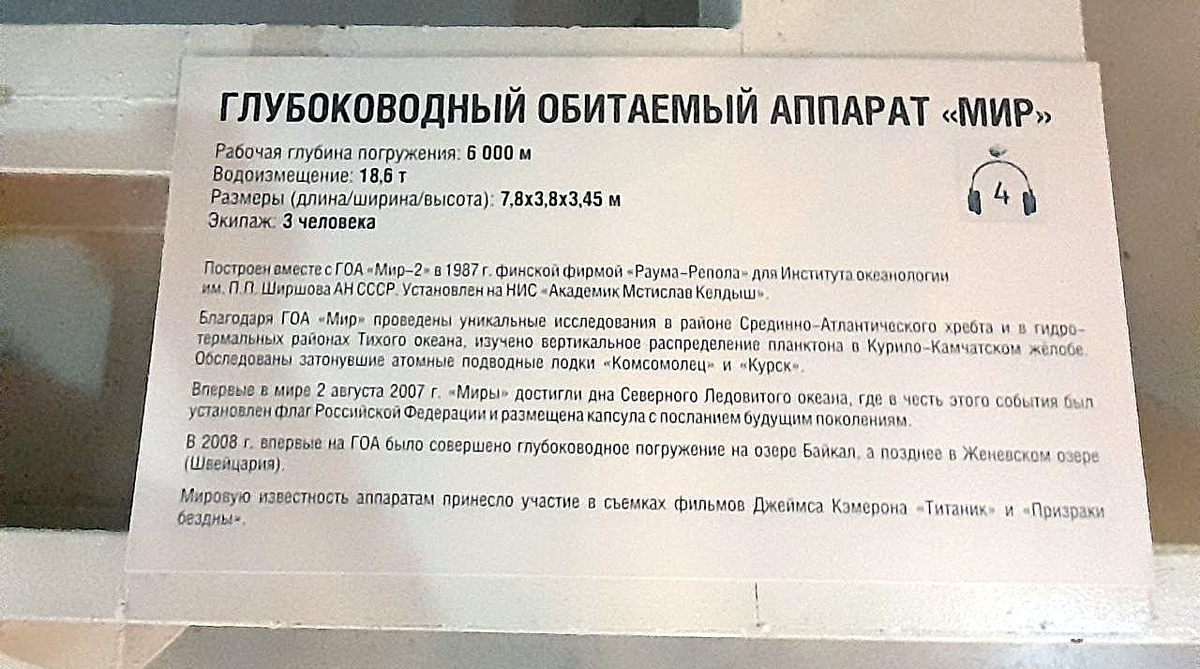 ГЛУБОКОВОДНЫЙ ОБИТАЕМЫЙ АППАРАТ «МИР»
Рабочая глубина погружения: 6 000 м
Водоизмещение: 18,6 т
Размеры (длина/ширина/высота): 7,8х3,8х3,45 м
Экипаж: 3 человека
4
Построен вместе с ГОА «Мир-2» в 1987 г. финской фирмой «Раума-Репола» для Института океанологии
им. П.П. Ширшова АН СССР. Установлен на НИС «Академик Мстислав Келдыш».
Благодаря ГОА «Мир» проведены уникальные исследования в районе Срединно-Атлантического хребта и в гидро-
термальных районах Тихого океана, изучено вертикальное распределение планктона в Курило-Камчатском желобе.
Обследованы затонувшие атомные подводные лодки «Комсомолец» и «Курск».
Впервые в мире 2 августа 2007 г. «Миры» достигли дна Северного Ледовитого океана, где в честь этого события был
установлен флаг Российской Федерации и размещена капсула с посланием будущим поколениям.
В 2008 г. впервые на ГОА было совершено глубоководное погружение на озере Байкал, а позднее в Женевском озере
(Швейцария).
Мировую известность аппаратам принесло участие в съемках фильмов Джеймса Кэмерона «Титаник» и «Призраки
бездны».